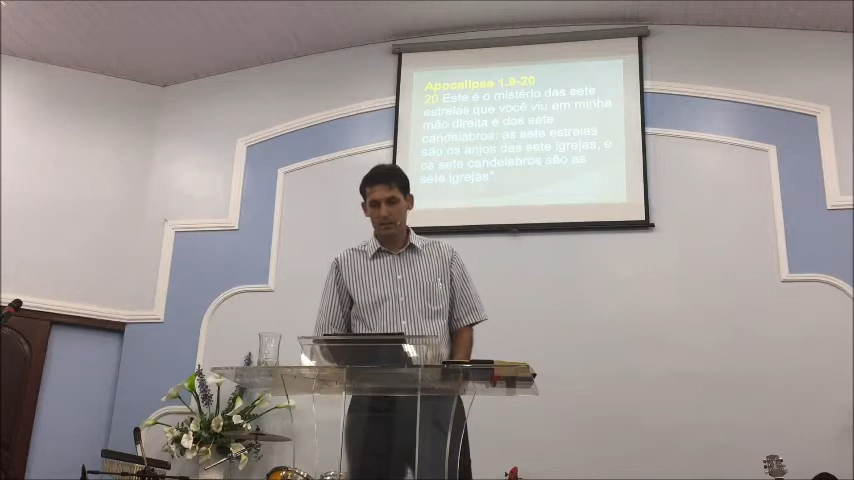 Apocalipse 1.9-20
20 Este é o mistério das sete
estrelas que você viu em minha
mão direita e dos sete
candelabros: as sete estrelas
são os anjos das sete igrejas, e
os sete candelabros são as
sete igrejas"